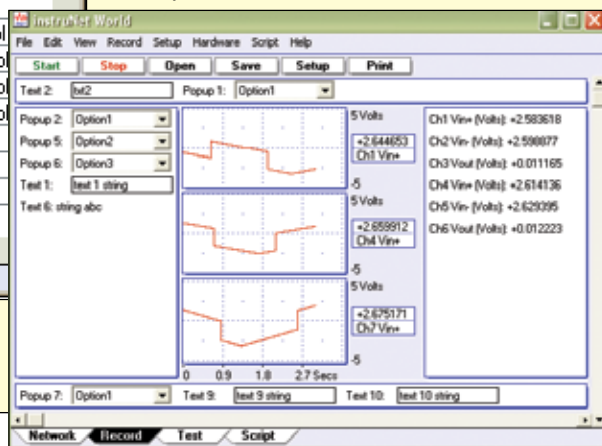 instruNet World
File Edit View Record Setup Hardware Script Help
Start Stop Open Save Setup Print
Text 2: txt2 Popup 1: Option1
Popup 2: Option1
Popup 5: Option2
Popup 6: Option3
Text 1: text 1 string
Text 6: string abc
5 Volts
+2.644653
Ch1 Vin+
-5
5 Volts
+2.659912
Ch4 Vin+
-5
5 Volts
+2.675171
Ch7 Vin+
-5
0 0.9 1.8 2.7 Secs
Ch1 Vin+ (Volts): +2.583618
Ch2 Vin- (Volts): +2.598877
Ch3 Vout (Volts): +0.011165
Ch4 Vin+ (Volts): +2.614136
Ch5 Vin- (Volts): +2.629395
Ch6 Vout (Volts): +0.012223
Popup 7: Option1 Text 9: text 9 string Text 10: text 10 string
Network Record Test Script